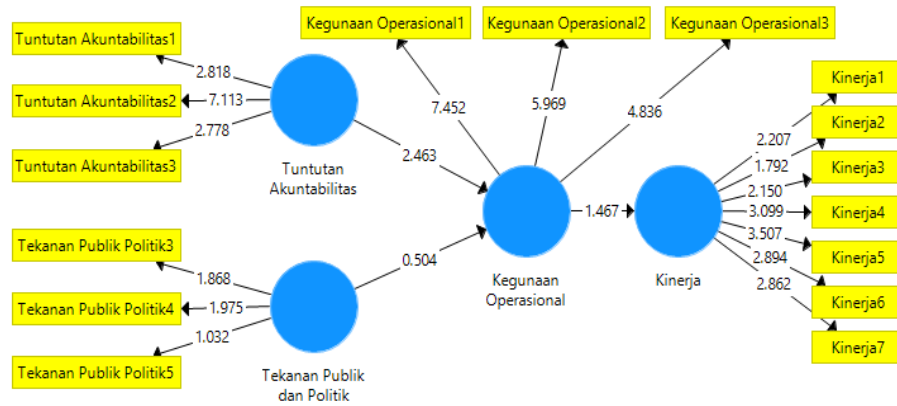 Kegunaan Operasional1
Kegunaan Operasional2
Kegunaan Operasional3
Tuntutan Akuntabilitas1
Tuntutan Akuntabilitas2
Tuntutan Akuntabilitas3
2.818
7.113
2.778
Tuntutan
Akuntabilitas
7.452
5.969
4.836
2.463
Kinerja1
Kinerja2
Kinerja3
Kinerja4
Kinerja5
Kinerja6
Kinerja7
2.207
1.792
2.150
3.099
3.507
2.894
2.862
1.467
Kegunaan
Operasional
Kinerja
0.504
Tekanan Publik Politik3
Tekanan Publik Politik4
Tekanan Publik Politik5
1.868
1.975
1.032
Tekanan Publik
dan Politik